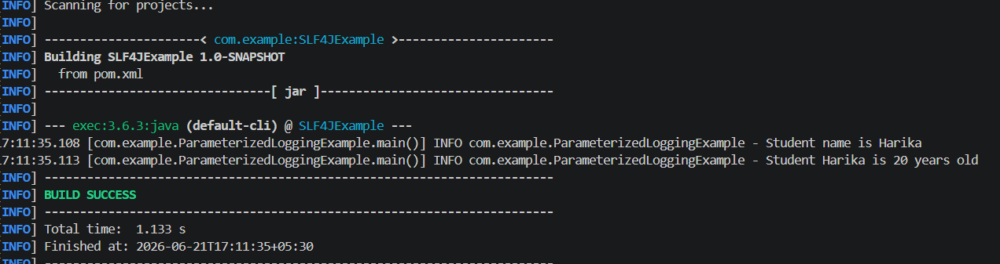 [INFO] Scanning for projects...
[INFO]
[INFO] ----------------------< com.example:SLF4JExample >----------------------
[INFO] Building SLF4JExample 1.0-SNAPSHOT
[INFO]   from pom.xml
[INFO] --------------------------------[ jar ]---------------------------------
[INFO]
[INFO] --- exec:3.6.3:java (default-cli) @ SLF4JExample ---
17:11:35.108 [com.example.ParameterizedLoggingExample.main()] INFO com.example.ParameterizedLoggingExample - Student name is Harika
17:11:35.113 [com.example.ParameterizedLoggingExample.main()] INFO com.example.ParameterizedLoggingExample - Student Harika is 20 years old
[INFO] ------------------------------------------------------------------------
[INFO] BUILD SUCCESS
[INFO] ------------------------------------------------------------------------
[INFO] Total time:  1.133 s
[INFO] Finished at: 2026-06-21T17:11:35+05:30
[INFO] ------------------------------------------------------------------------